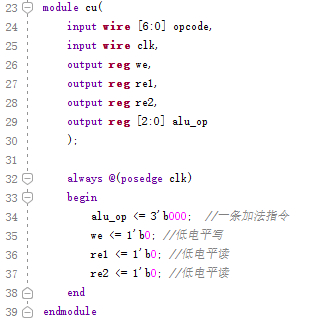 23 module cu(
24 input wire [6:0] opcode,
25 input wire clk,
26 output reg we,
27 output reg re1,
28 output reg re2,
29 output reg [2:0] alu_op
30 );
31
32 always @(posedge clk)
33 begin
34 alu_op <= 3'b000; //一条加法指令
35 we <= 1'b0; //低电平写
36 re1 <= 1'b0; //低电平读
37 re2 <= 1'b0; //低电平读
38 end
39 endmodule